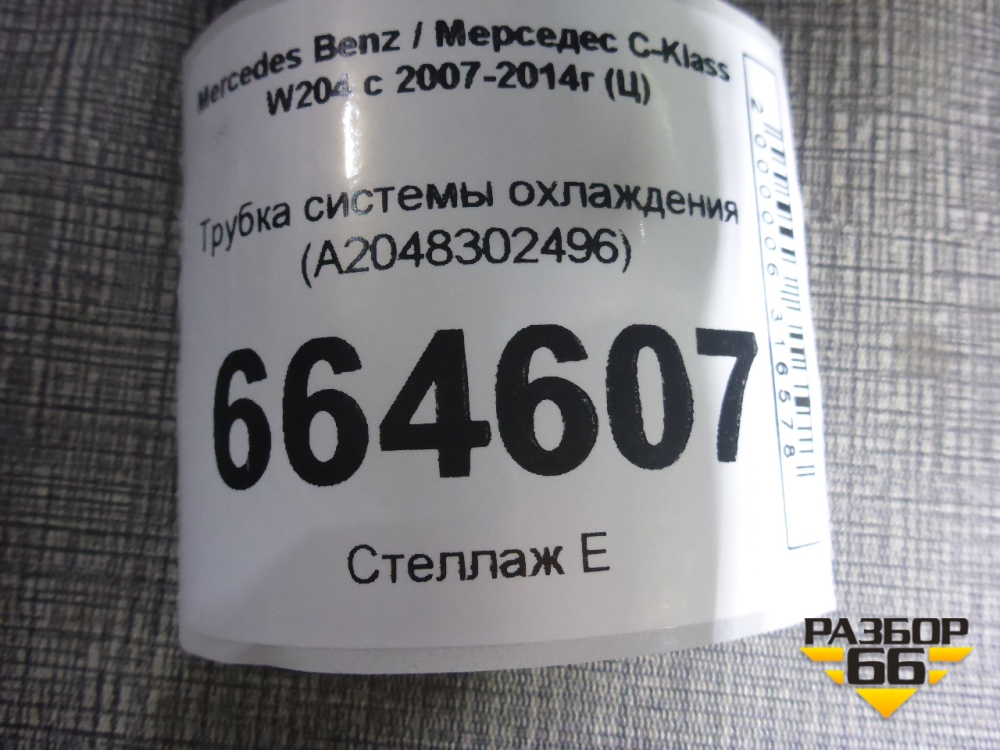 Mercedes Benz / Мерседес C-Klass
W204 с 2007-2014г (Ц)
Трубка системы охлаждения
(A2048302496)
664607
Стеллаж Е
2000006316578
РАЗБОР
66